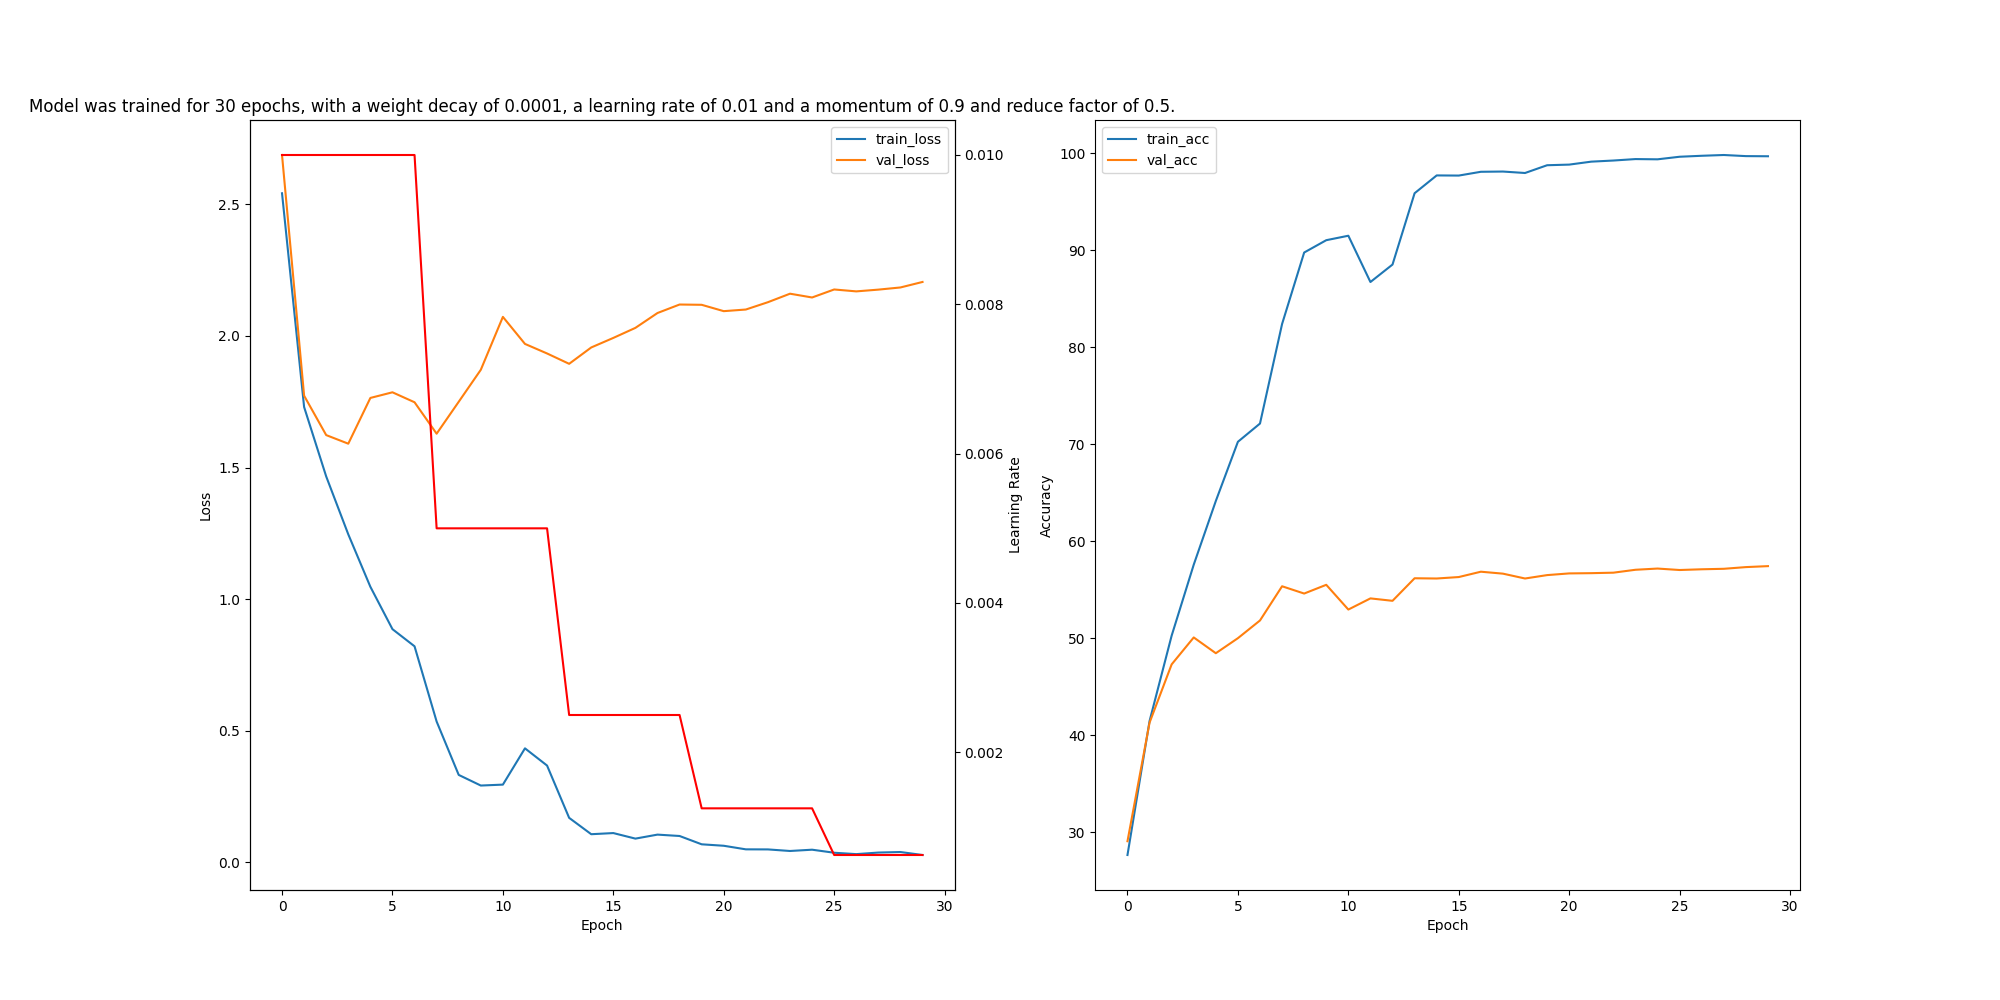 Model was trained for 30 epochs, with a weight decay of 0.0001, a learning rate of 0.01 and a momentum of 0.9 and reduce factor of 0.5.
train_loss
val_loss
2.5
2.0
1.5
1.0
0.5
0.0
Loss
0.010
0.008
0.006
0.004
0.002
Learning Rate
0 5 10 15 20 25 30
Epoch
train_acc
val_acc
100
90
80
70
60
50
40
30
Accuracy
0 5 10 15 20 25 30
Epoch